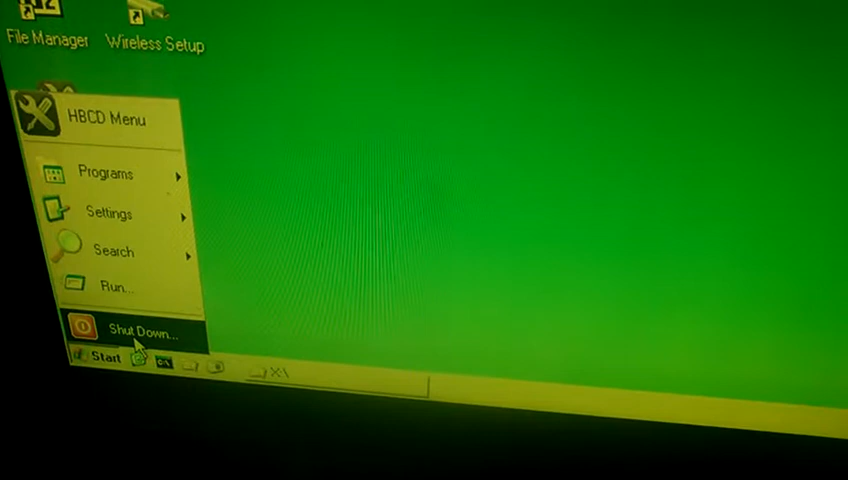 File Manager
Wireless Setup
HBCD Menu
Programs
Settings
Search
Run...
Shut Down...
Start
X:\